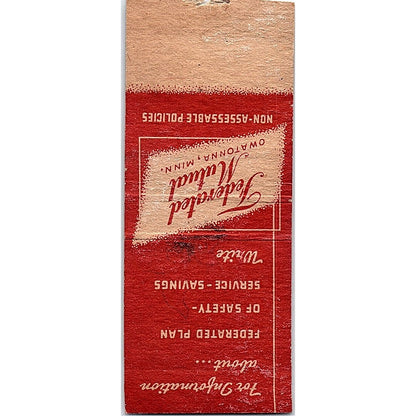 For Information
about...
FEDERATED PLAN
OF SAFETY-
SERVICE-SAVINGS
Write
Federated
Mutual
OWATONNA, MINN.
NON-ASSESSABLE POLICIES